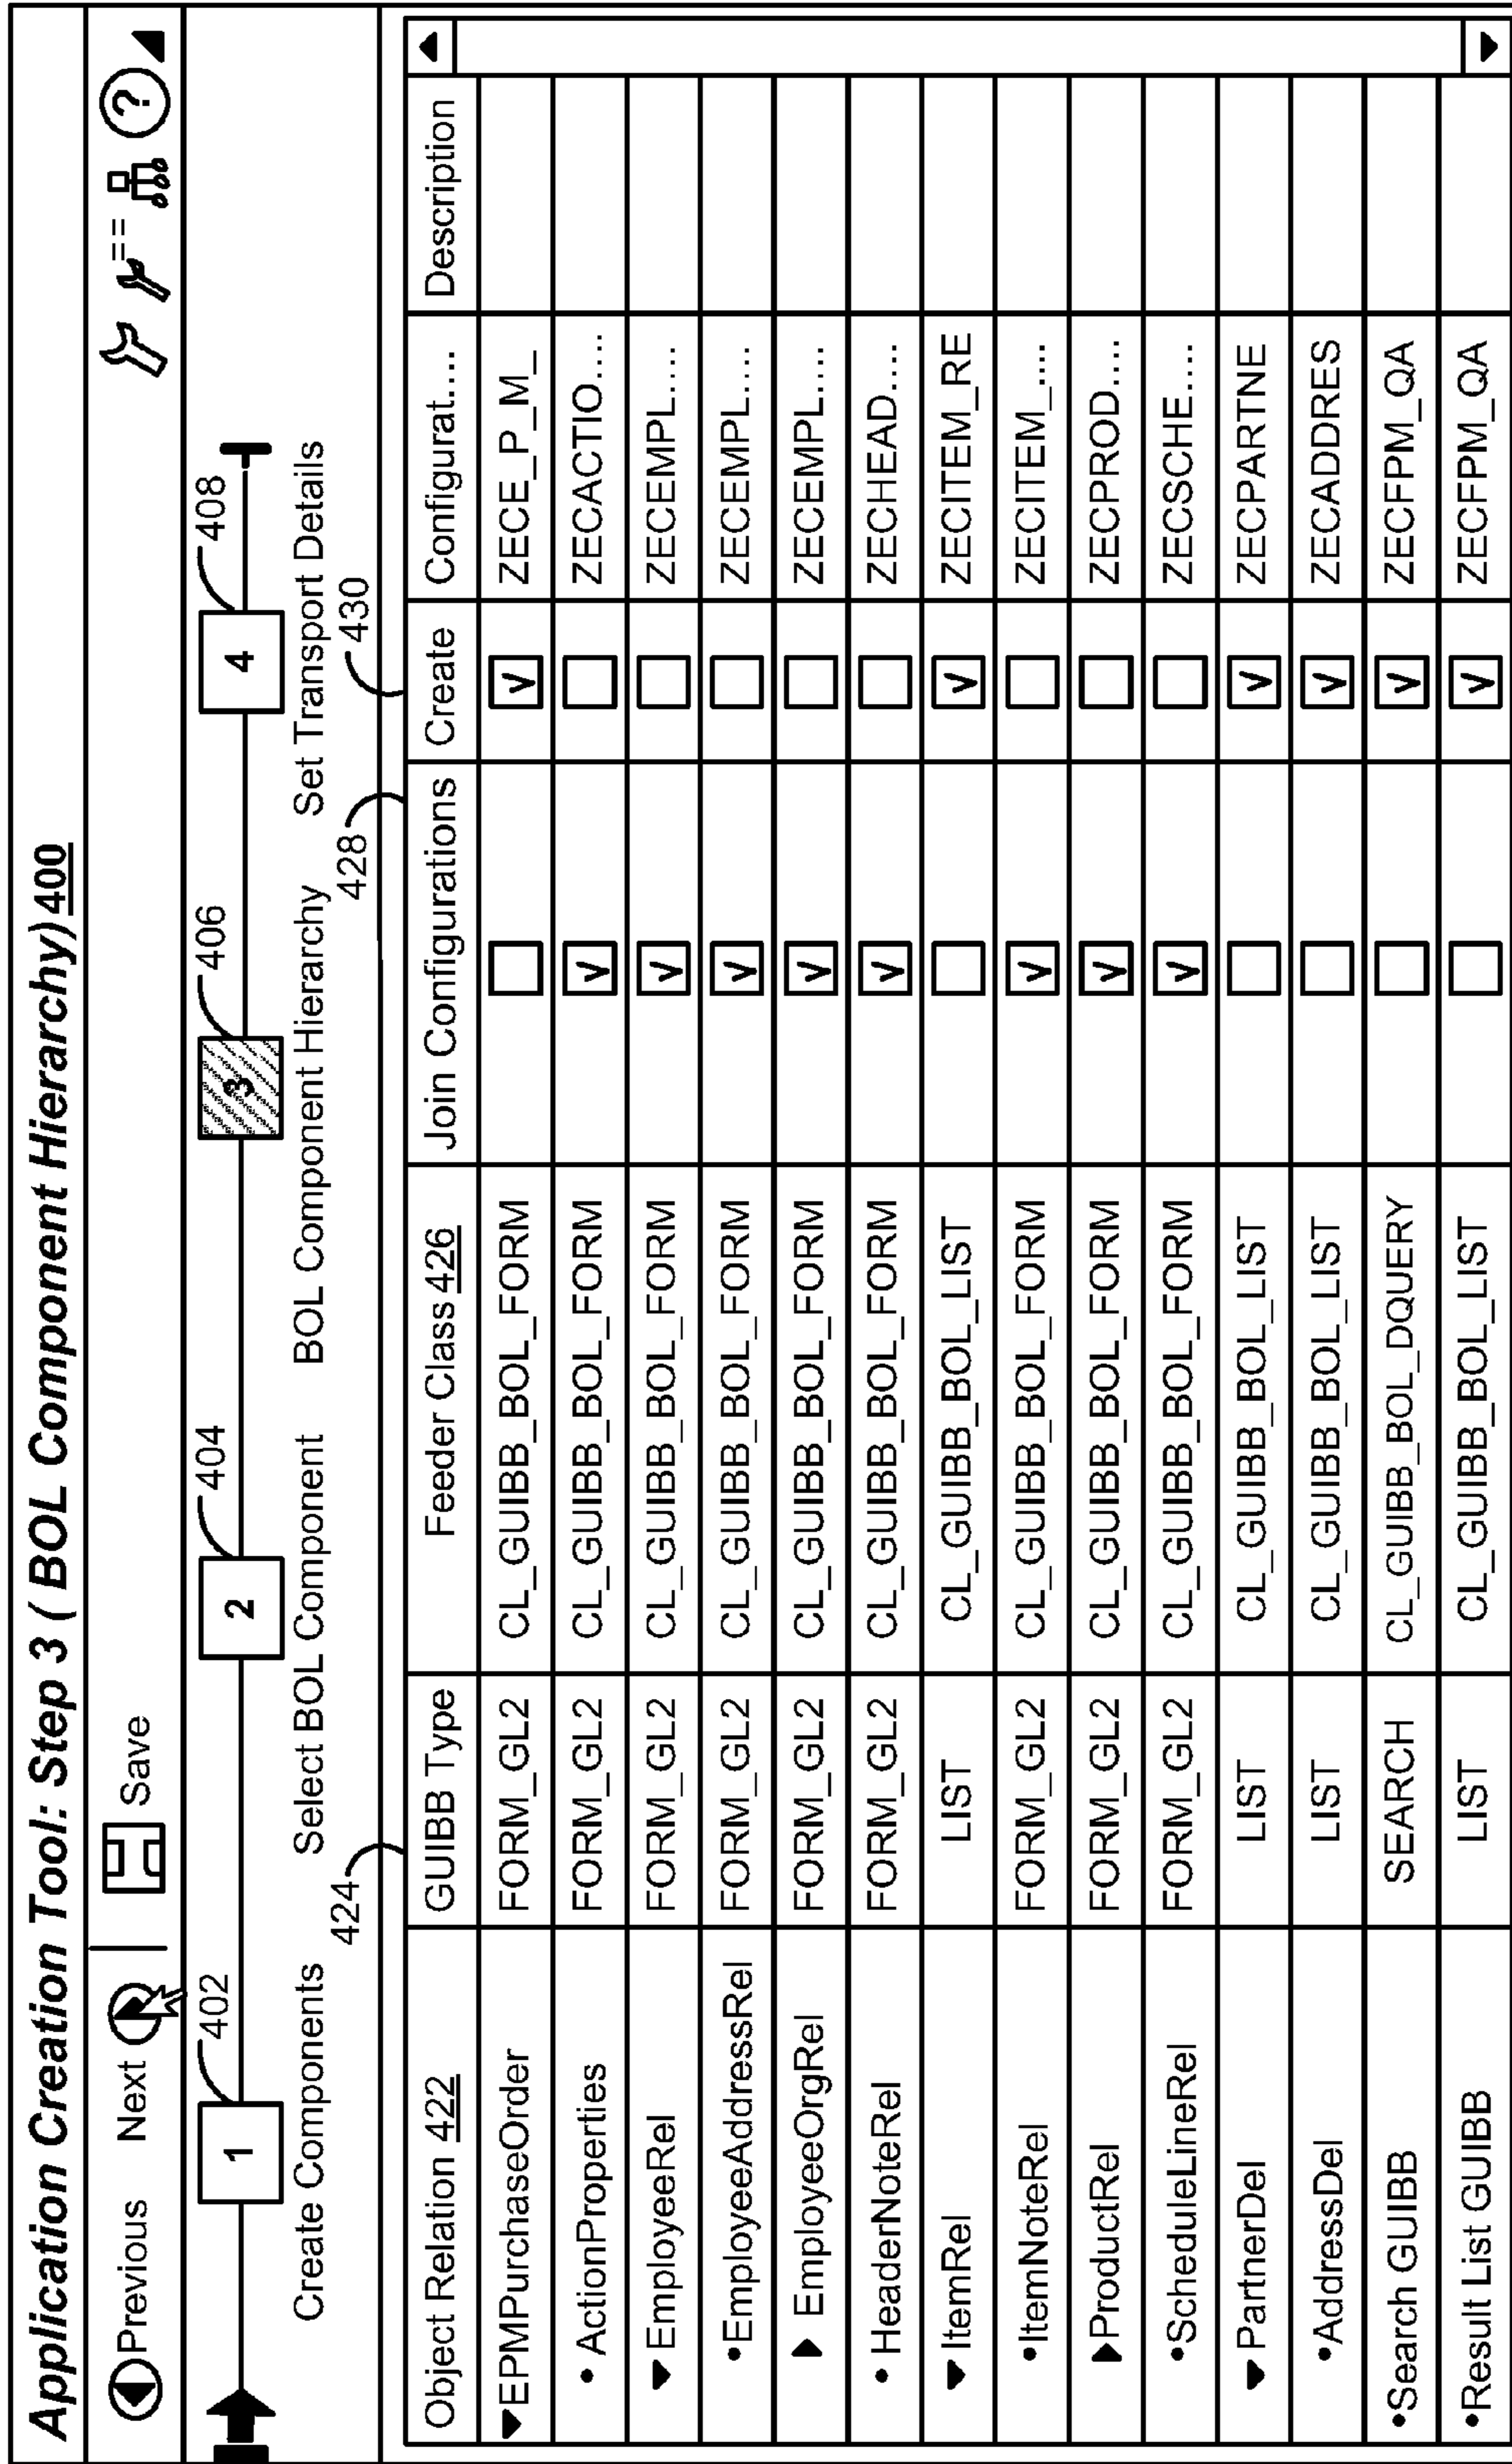 Application Creation Tool: Step 3 ( BOL Component Hierarchy) 400
Previous Next Save ?
402 404 406 408
1 2 3 4
Create Components Select BOL Component BOL Component Hierarchy Set Transport Details
424 428 430
Object Relation 422 GUIBB Type Feeder Class 426 Join Configurations Create Configurat.... Description
EPMPurchaseOrder FORM_GL2 CL_GUIBB_BOL_FORM v ZECE_P_M_
• ActionProperties FORM_GL2 CL_GUIBB_BOL_FORM v ZECACTIO....
EmployeeRel FORM_GL2 CL_GUIBB_BOL_FORM v ZECEMPL.....
•EmployeeAddressRel FORM_GL2 CL_GUIBB_BOL_FORM v ZECEMPL....
EmployeeOrgRel FORM_GL2 CL_GUIBB_BOL_FORM v ZECEMPL.....
• HeaderNoteRel FORM_GL2 CL_GUIBB_BOL_FORM v ZECHEAD....
ItemRel LIST CL_GUIBB_BOL_LIST v ZECITEM_RE
•ItemNoteRel FORM_GL2 CL_GUIBB_BOL_FORM v ZECITEM_....
ProductRel FORM_GL2 CL_GUIBB_BOL_FORM v ZECPROD....
•ScheduleLineRel FORM_GL2 CL_GUIBB_BOL_FORM v ZECSCHE....
PartnerDel LIST CL_GUIBB_BOL_LIST v ZECPARTNE
•AddressDel LIST CL_GUIBB_BOL_LIST v ZECADDRES
•Search GUIBB SEARCH CL_GUIBB_BOL_DQUERY v ZECFPM_QA
•Result List GUIBB LIST CL_GUIBB_BOL_LIST v ZECFPM_QA